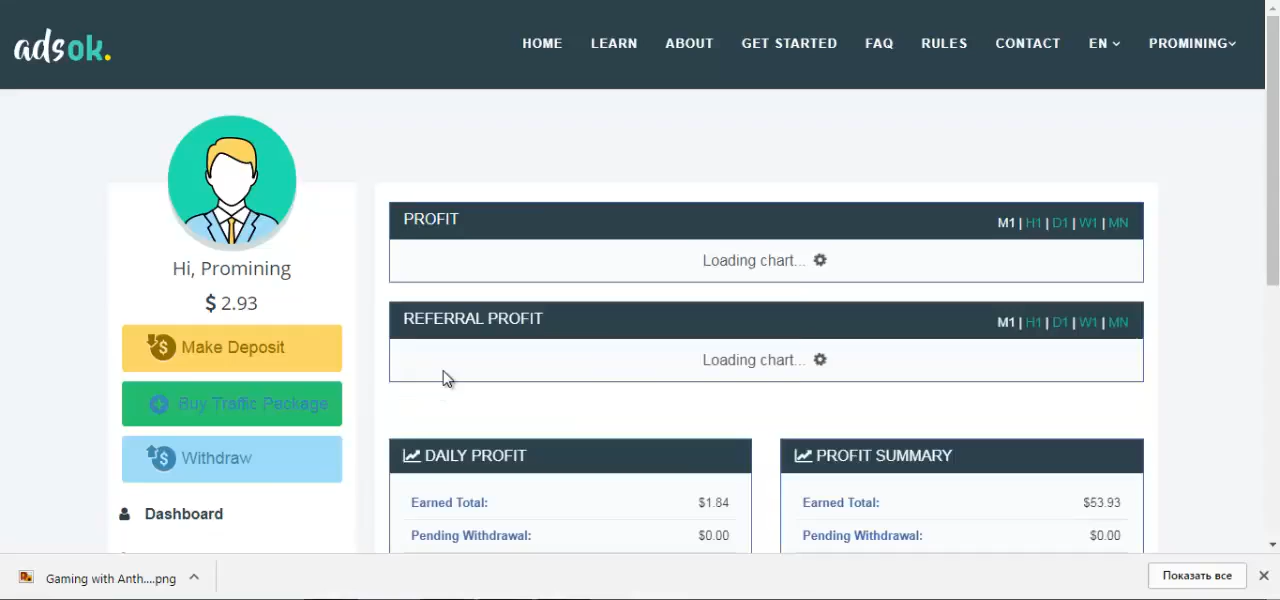 adsok.
HOME LEARN ABOUT GET STARTED FAQ RULES CONTACT EN PROMINING
Hi, Promining
$ 2.93
Make Deposit
Buy Traffic Package
Withdraw
Dashboard
PROFIT
M1 | H1 | D1 | W1 | MN
Loading chart...
REFERRAL PROFIT
M1 | H1 | D1 | W1 | MN
Loading chart...
DAILY PROFIT
Earned Total: $1.84
Pending Withdrawal: $0.00
PROFIT SUMMARY
Earned Total: $53.93
Pending Withdrawal: $0.00
Gaming with Anth....png
Показать все